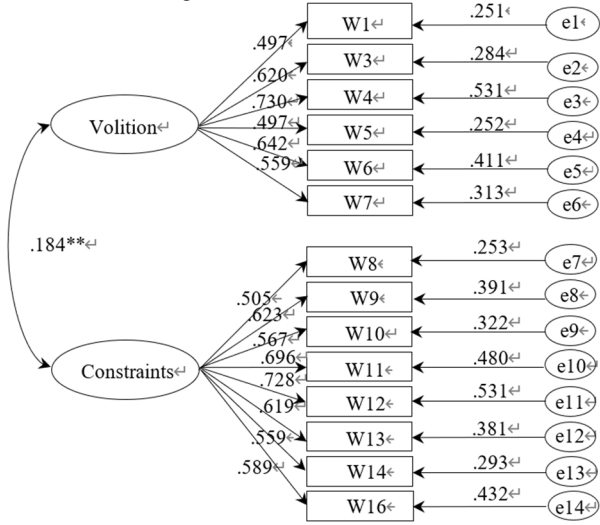 W1 .251 e1
.497
W3 .284 e2
.620
W4 .531 e3
.730
Volition
.497
W5 .252 e4
.642
W6 .411 e5
.559
W7 .313 e6
.184**
W8 .253 e7
.505
W9 .391 e8
.623
W10 .322 e9
.567
.696
Constraints
W11 .480 e10
.728
W12 .531 e11
.619
W13 .381 e12
.559
W14 .293 e13
.589
W16 .432 e14